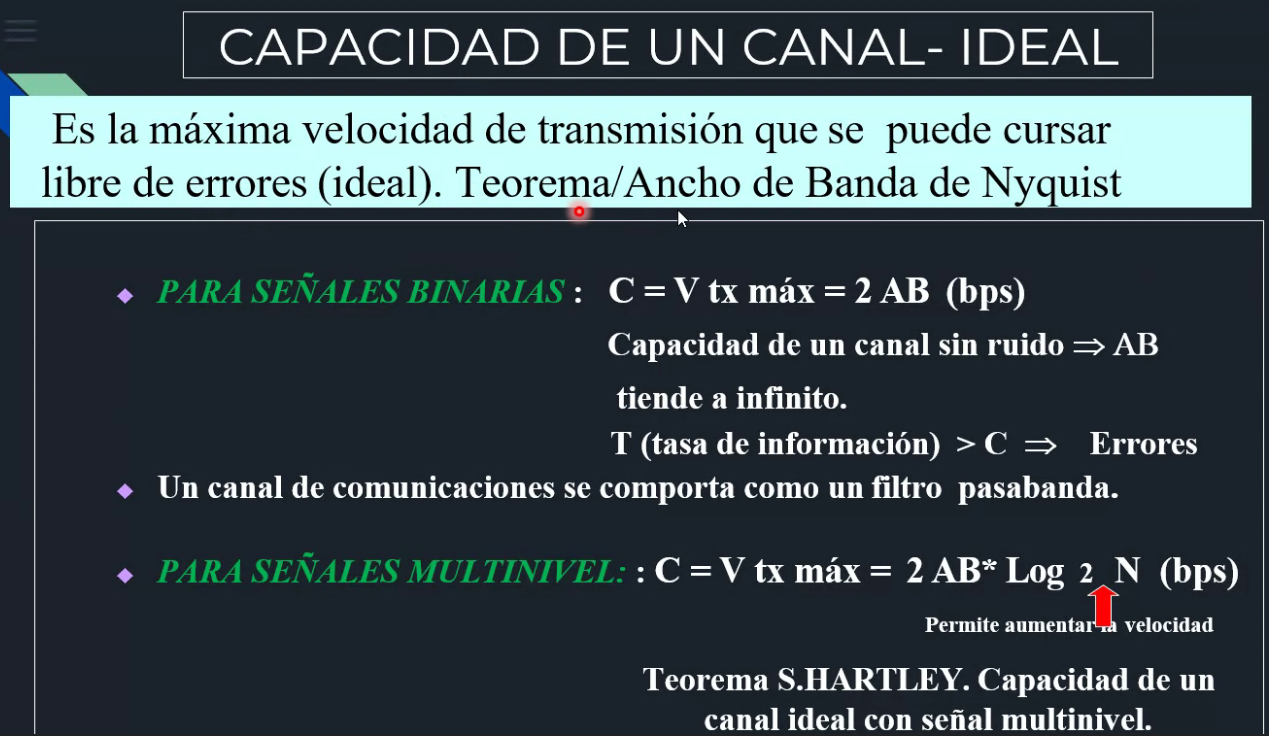 CAPACIDAD DE UN CANAL- IDEAL
Es la máxima velocidad de transmisión que se puede cursar
libre de errores (ideal). Teorema/Ancho de Banda de Nyquist
◆ PARA SEÑALES BINARIAS : C = V tx máx = 2 AB (bps)
Capacidad de un canal sin ruido ⇒ AB
tiende a infinito.
T (tasa de información) > C ⇒ Errores
◆ Un canal de comunicaciones se comporta como un filtro pasabanda.
◆ PARA SEÑALES MULTINIVEL: : C = V tx máx = 2 AB* Log 2 N (bps)
Permite aumentar la velocidad
Teorema S.HARTLEY. Capacidad de un
canal ideal con señal multinivel.